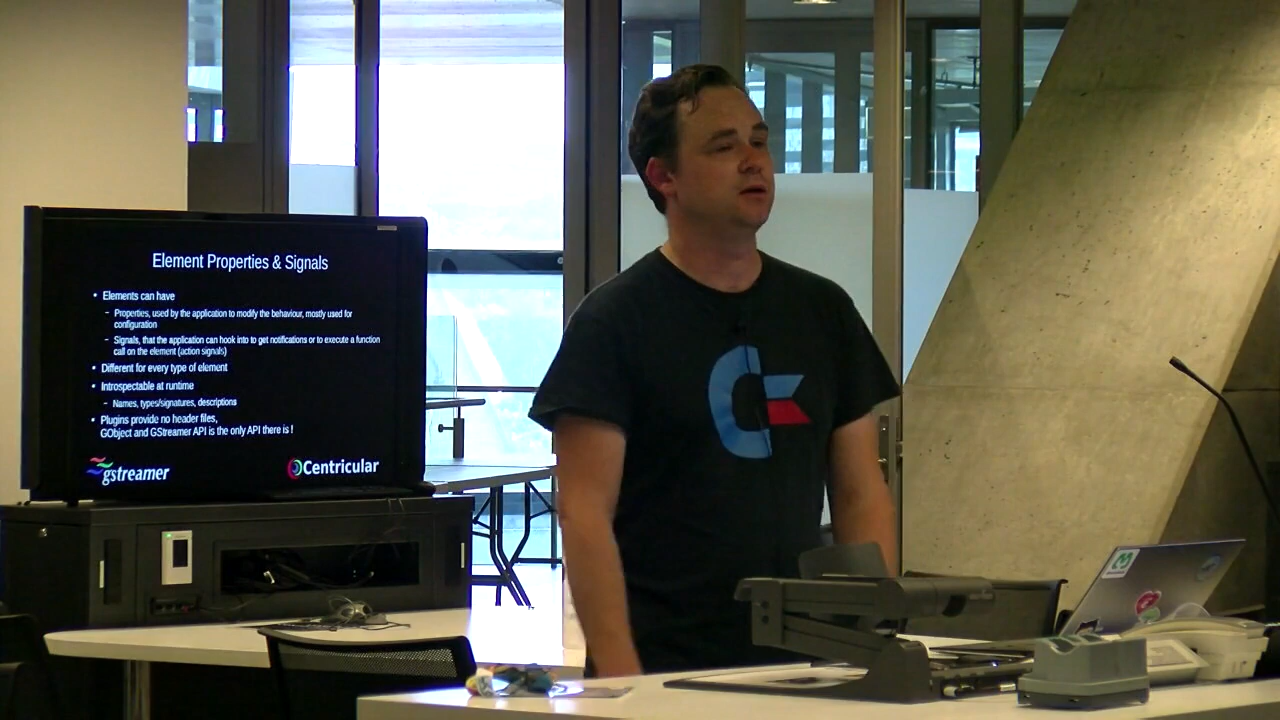 Element Properties & Signals
• Elements can have
– Properties, used by the application to modify the behaviour, mostly used for
configuration
– Signals, that the application can hook into to get notifications or to execute a function
call on the element (action signals)
• Different for every type of element
• Introspectable at runtime
– Names, types/signatures, descriptions
• Plugins provide no header files,
GObject and GStreamer API is the only API there is !
gstreamer
Centricular